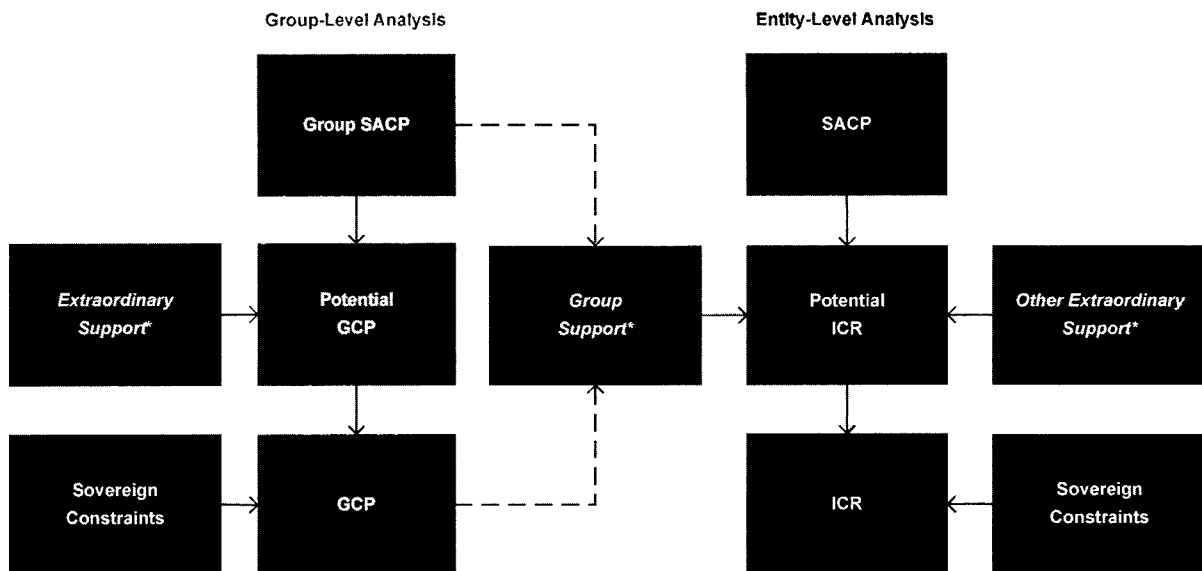 Group-Level Analysis
Entity-Level Analysis
Group SACP
SACP
Extraordinary
Support*
Potential
GCP
Group
Support*
Potential
ICR
Other Extraordinary
Support*
Sovereign
Constraints
GCP
ICR
Sovereign
Constraints